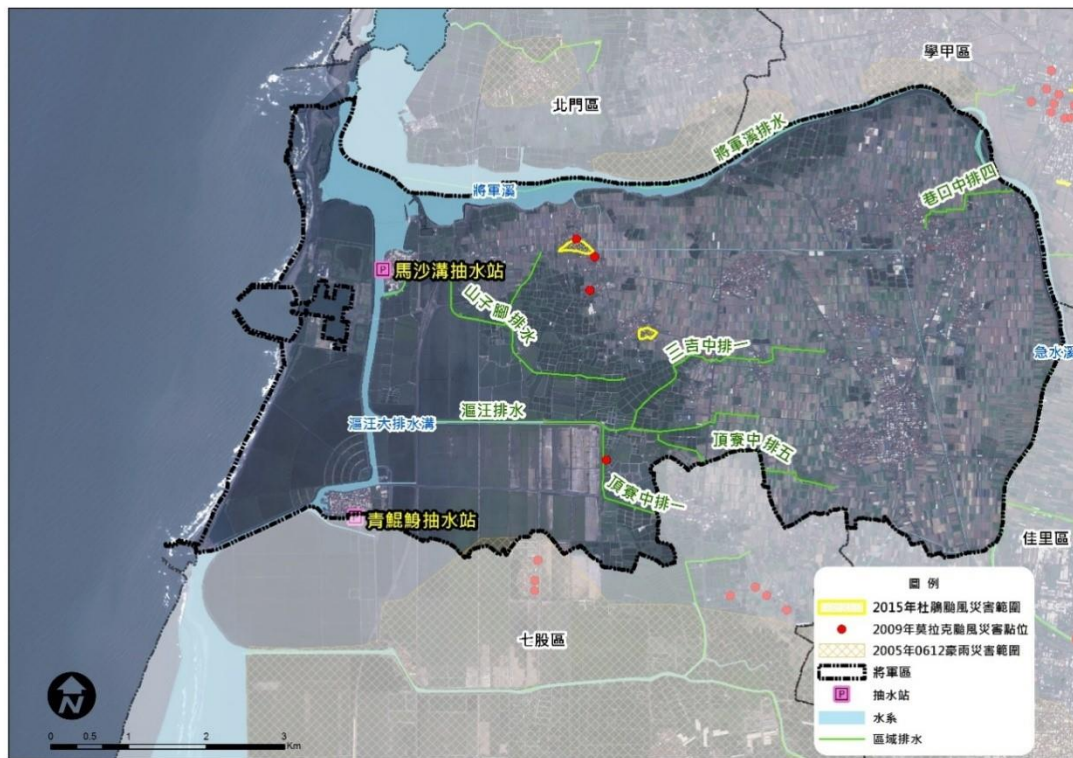 學甲區
北門區
將軍溪排水
巷口中排四
將軍溪
馬沙溝抽水站
山子腳排水
三吉中排一
急水溪
漚汪排水
漚汪大排水溝
頂寮中排五
頂寮中排一
青鯤鯓抽水站
佳里區
七股區
圖 例
2015年杜鵑颱風災害範圍
2009年莫拉克颱風災害點位
2005年0612豪雨災害範圍
將軍區
P 抽水站
水系
區域排水
N
0 0.5 1 2 3
Km